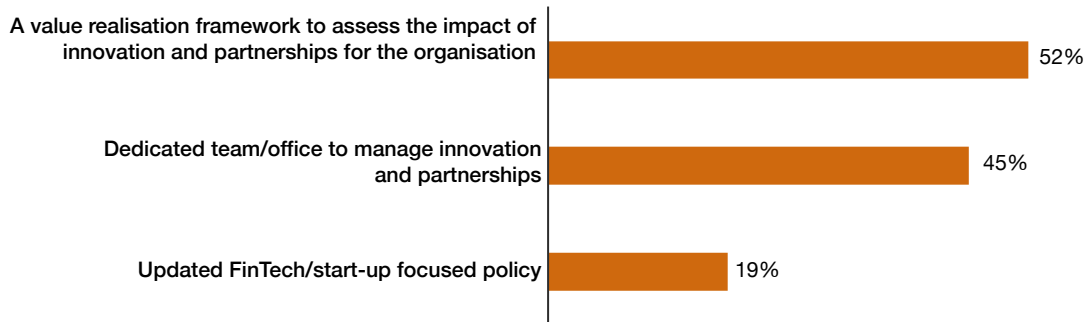 A value realisation framework to assess the impact of
innovation and partnerships for the organisation
52%
Dedicated team/office to manage innovation
and partnerships
45%
Updated FinTech/start-up focused policy
19%